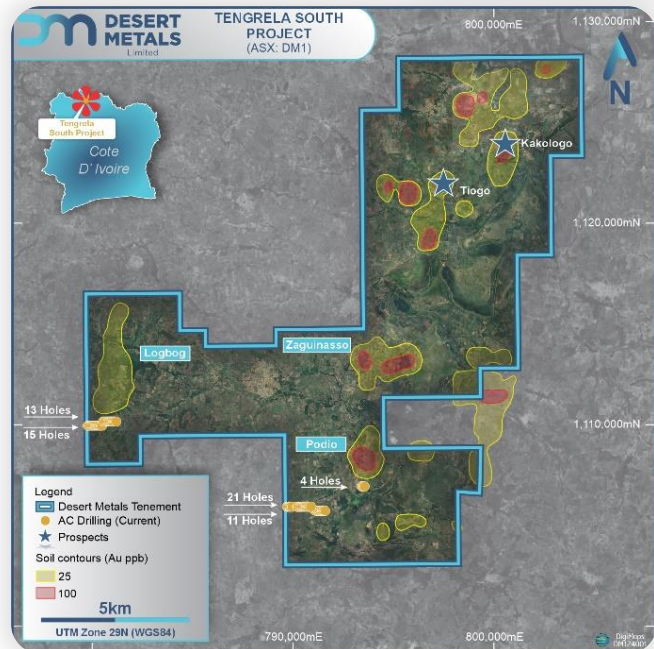 DESERT
METALS
Limited
TENGRELA SOUTH
PROJECT
(ASX: DM1)
800,000mE
1,130,000mN
N
Tengrela
South Project
Cote
D' Ivoire
Kakologo
Tiogo
1,120,000mN
Logbog
Zaguinasso
13 Holes
15 Holes
1,110,000mN
Podio
4 Holes
21 Holes
11 Holes
Legend
Desert Metals Tenement
AC Drilling (Current)
Prospects
Soil contours (Au ppb)
25
100
5km
UTM Zone 29N (WGS84)
790,000mE
800,000mE
DigiMaps